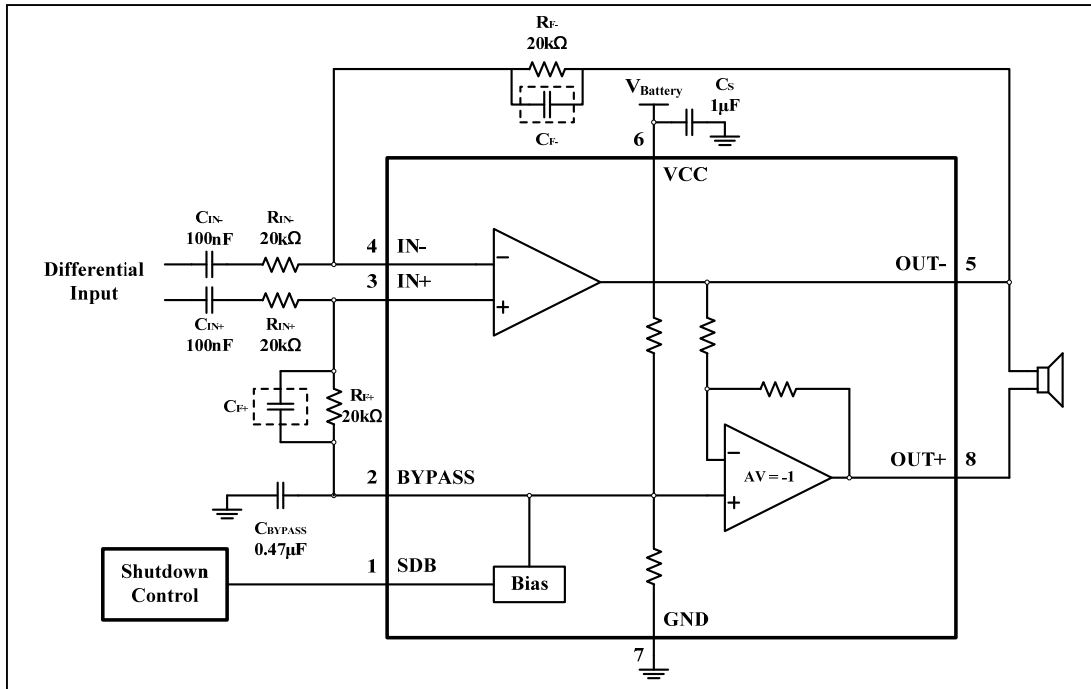 RF-
20kΩ
VBattery
CS
1µF
CF-
6
VCC
CIN-
100nF
RIN-
20kΩ
4
IN-
Differential
Input
3
IN+
OUT-
5
CIN+
100nF
RIN+
20kΩ
CF+
RF+
20kΩ
2
BYPASS
AV = -1
OUT+
8
CBYPASS
0.47µF
1
SDB
Shutdown
Control
Bias
GND
7